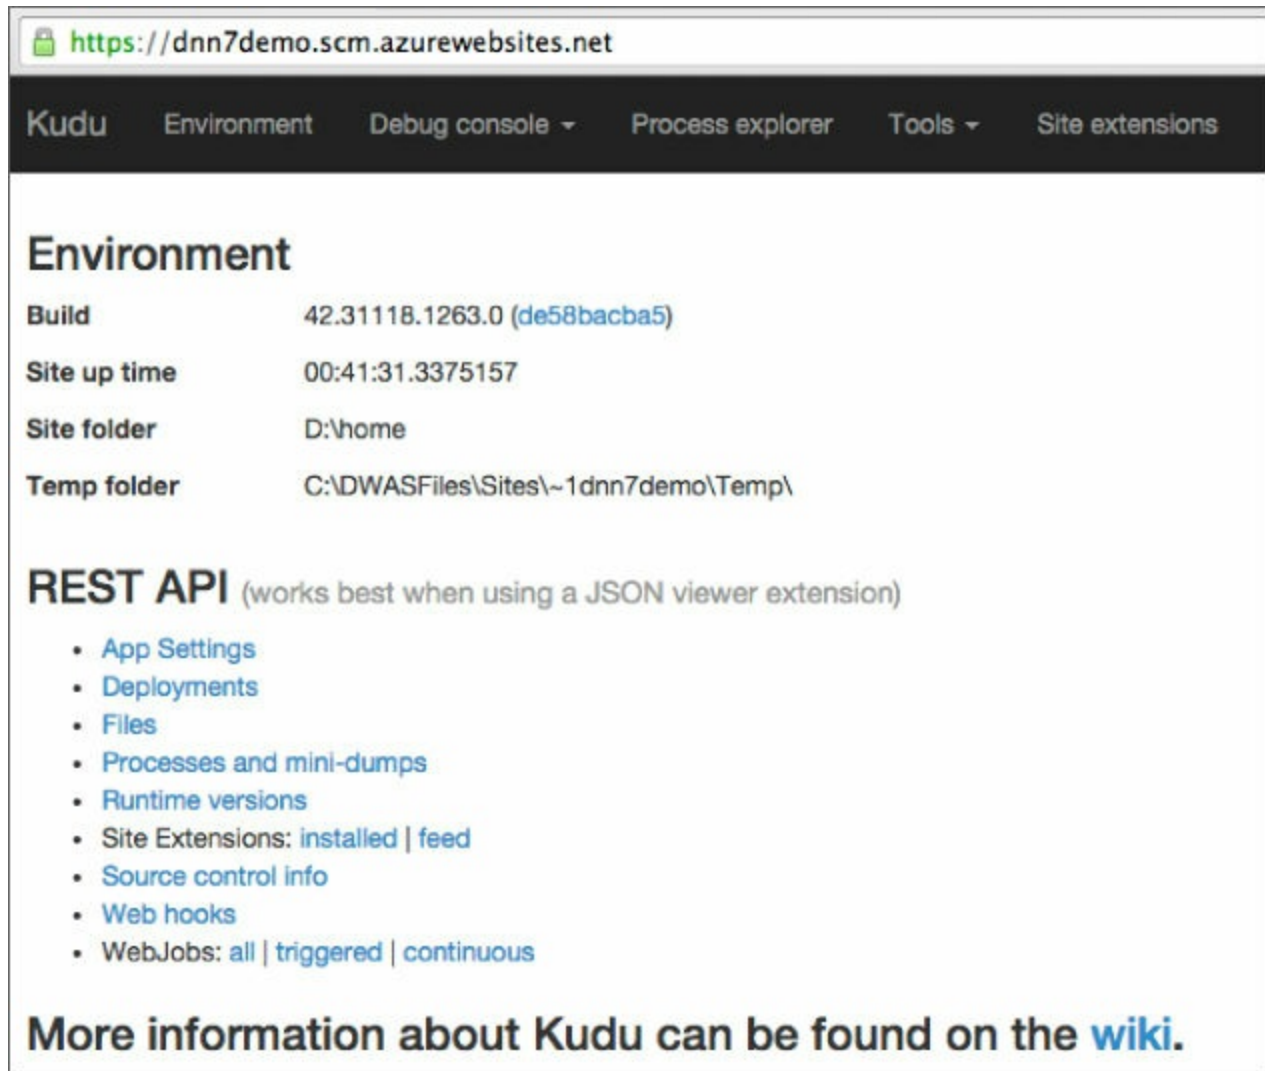 https://dnn7demo.scm.azurewebsites.net
Kudu Environment Debug console Process explorer Tools Site extensions
Environment
Build 42.31118.1263.0 (de58bacba5)
Site up time 00:41:31.3375157
Site folder D:\home
Temp folder C:\DWASFiles\Sites\~1dnn7demo\Temp\
REST API (works best when using a JSON viewer extension)
• App Settings
• Deployments
• Files
• Processes and mini-dumps
• Runtime versions
• Site Extensions: installed | feed
• Source control info
• Web hooks
• WebJobs: all | triggered | continuous
More information about Kudu can be found on the wiki.